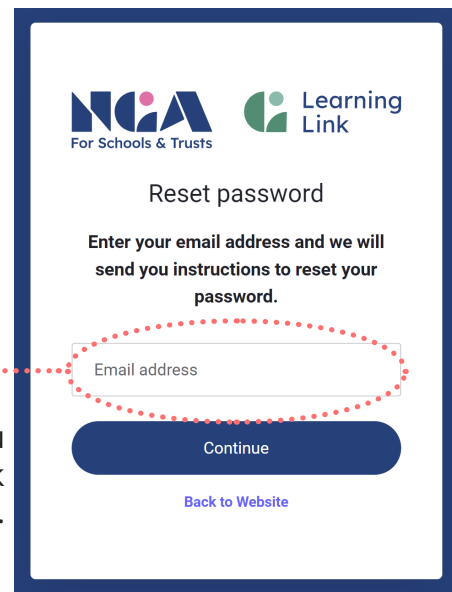 NGA
For Schools & Trusts
Learning
Link
Reset password
Enter your email address and we will
send you instructions to reset your
password.
Email address
Continue
Back to Website